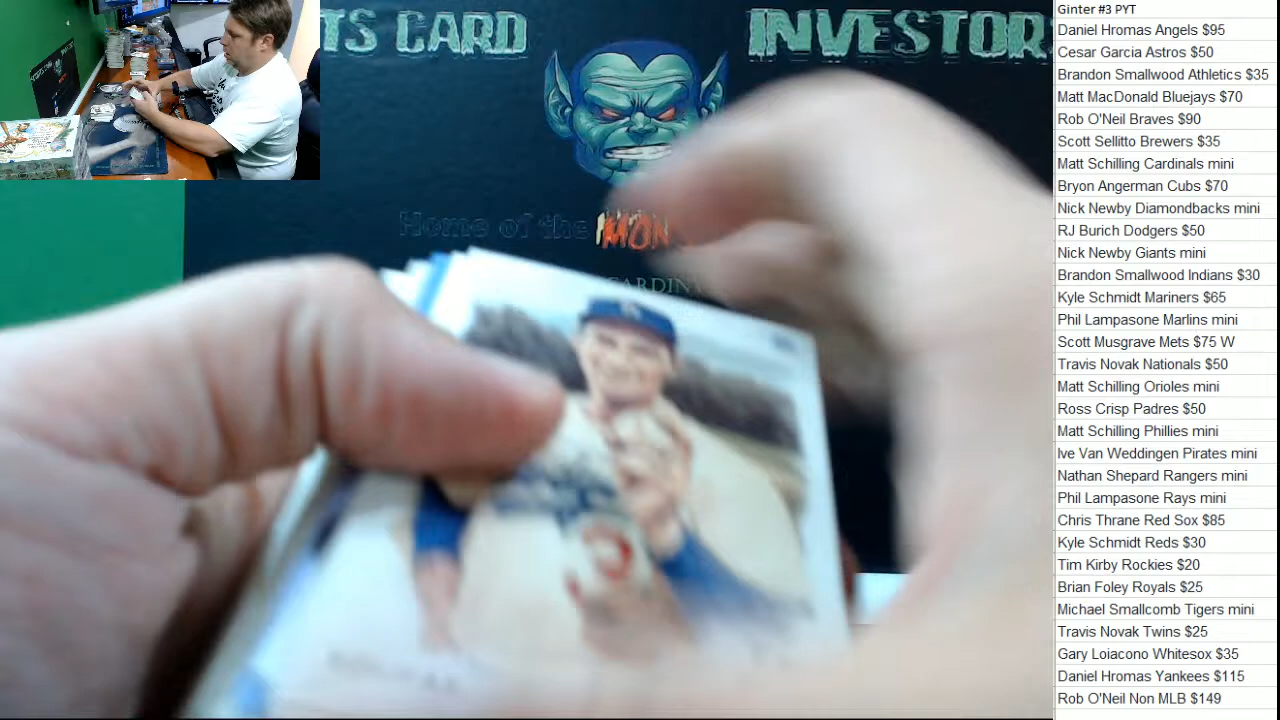 TS CARD INVESTOR
Home of the MON
CARDIN
Ginter #3 PYT
Daniel Hromas Angels $95
Cesar Garcia Astros $50
Brandon Smallwood Athletics $35
Matt MacDonald Bluejays $70
Rob O'Neil Braves $90
Scott Sellitto Brewers $35
Matt Schilling Cardinals mini
Bryon Angerman Cubs $70
Nick Newby Diamondbacks mini
RJ Burich Dodgers $50
Nick Newby Giants mini
Brandon Smallwood Indians $30
Kyle Schmidt Mariners $65
Phil Lampasone Marlins mini
Scott Musgrave Mets $75 W
Travis Novak Nationals $50
Matt Schilling Orioles mini
Ross Crisp Padres $50
Matt Schilling Phillies mini
Ive Van Weddingen Pirates mini
Nathan Shepard Rangers mini
Phil Lampasone Rays mini
Chris Thrane Red Sox $85
Kyle Schmidt Reds $30
Tim Kirby Rockies $20
Brian Foley Royals $25
Michael Smallcomb Tigers mini
Travis Novak Twins $25
Gary Loiacono Whitesox $35
Daniel Hromas Yankees $115
Rob O'Neil Non MLB $149